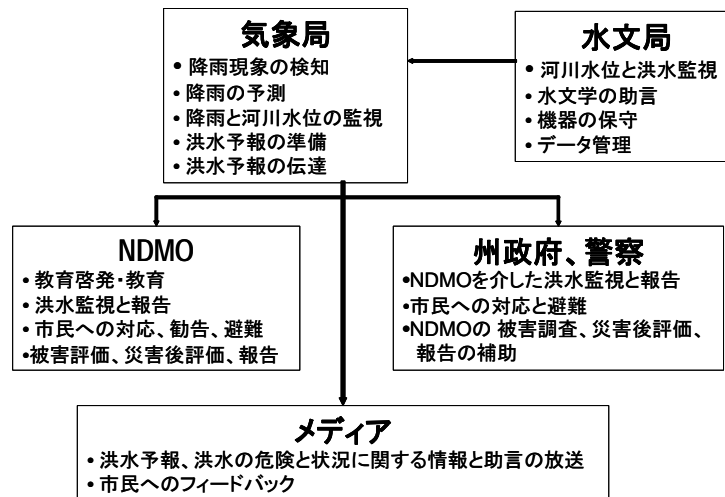 気象局
• 降雨現象の検知
• 降雨の予測
• 降雨と河川水位の監視
• 洪水予報の準備
• 洪水予報の伝達
水文局
• 河川水位と洪水監視
• 水文学の助言
• 機器の保守
• データ管理
NDMO
• 教育啓発・教育
• 洪水監視と報告
• 市民への対応、勧告、避難
•被害評価、災害後評価、報告
州政府、警察
•NDMOを介した洪水監視と報告
•市民への対応と避難
•NDMOの 被害調査、災害後評価、
報告の補助
メディア
• 洪水予報、洪水の危険と状況に関する情報と助言の放送
• 市民へのフィードバック